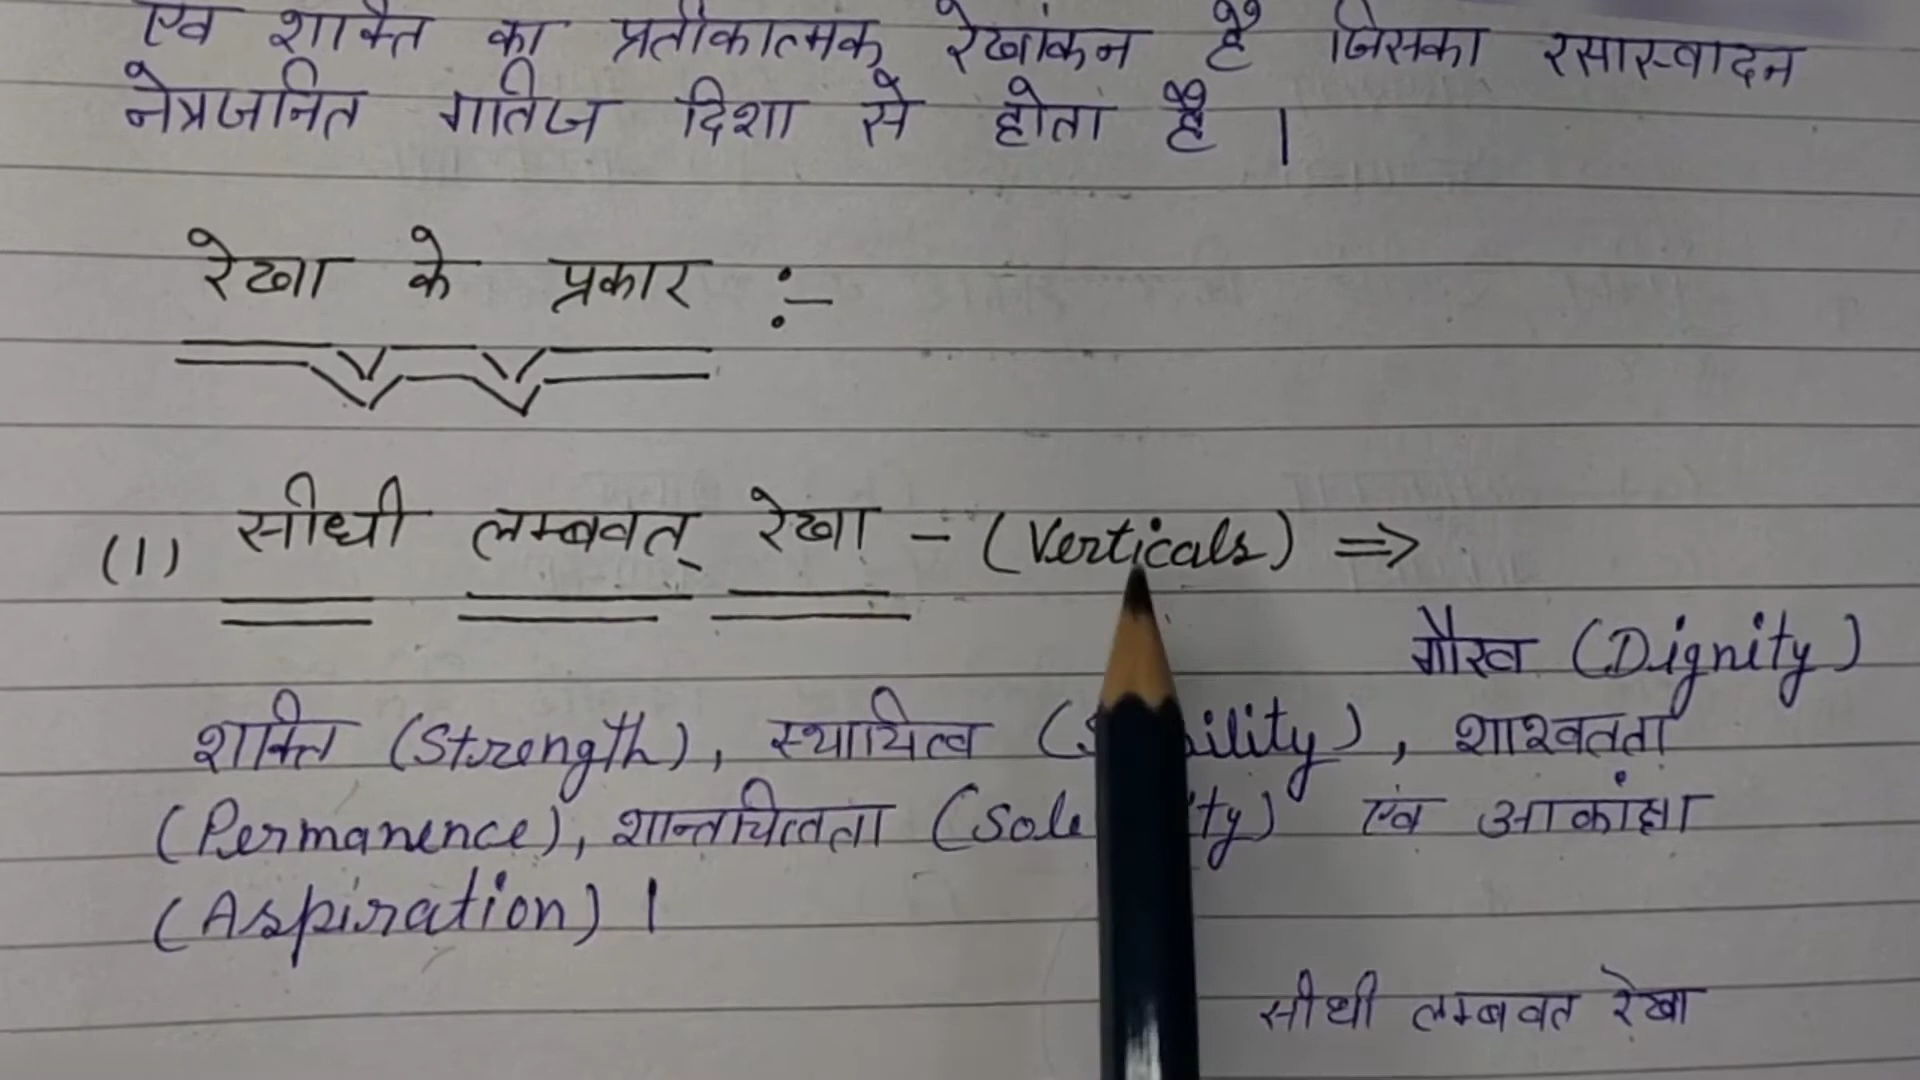 एवं शक्ति का प्रतीकात्मक रेखांकन है जिसका रसास्वादन
नेत्रजनित गतिज दिशा से होता है ।
रेखा के प्रकार :-
(1) सीधी लम्बवत् रेखा - (Verticals) ⇒
गौरव (Dignity)
शक्ति (Strength), स्थायित्व (S ility), शाश्वतता
(Permanence), शान्तचित्तता (Sole ity) एवं आकांक्षा
(Aspiration) ।
सीधी लम्बवत रेखा